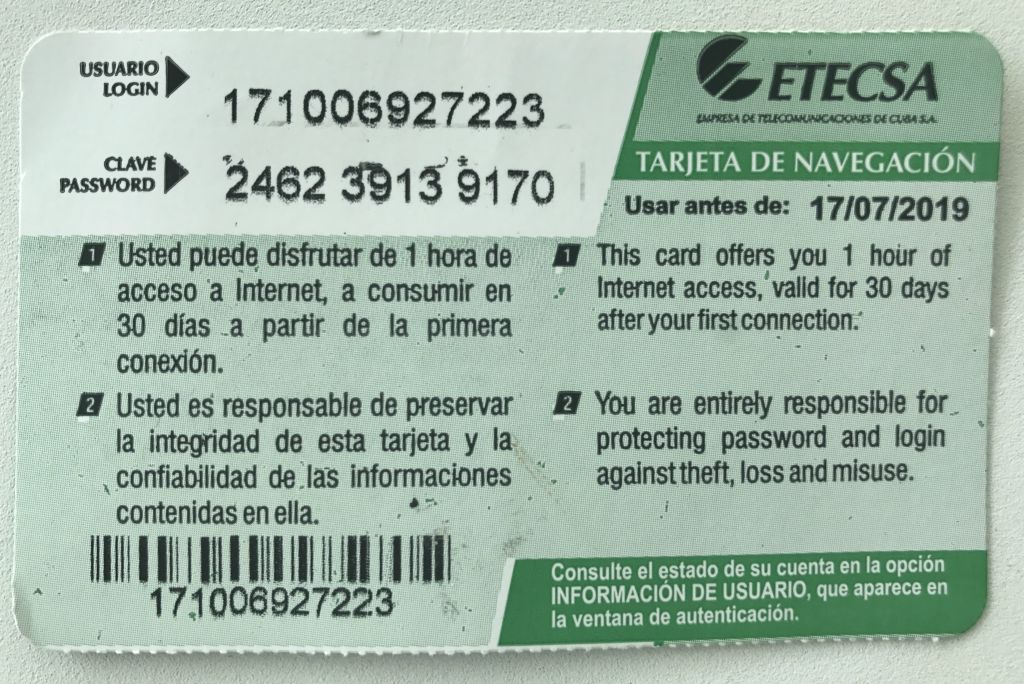 USUARIO
LOGIN
171006927223
CLAVE
PASSWORD
2462 3913 9170
ETECSA
EMPRESA DE TELECOMUNICACIONES DE CUBA S.A.
TARJETA DE NAVEGACIÓN
Usar antes de: 17/07/2019
1 Usted puede disfrutar de 1 hora de
acceso a Internet, a consumir en
30 días a partir de la primera
conexión.
2 Usted es responsable de preservar
la integridad de esta tarjeta y la
confiabilidad de las informaciones
contenidas en ella.
171006927223
1 This card offers you 1 hour of
Internet access, valid for 30 days
after your first connection.
2 You are entirely responsible for
protecting password and login
against theft, loss and misuse.
Consulte el estado de su cuenta en la opción
INFORMACIÓN DE USUARIO, que aparece en
la ventana de autenticación.